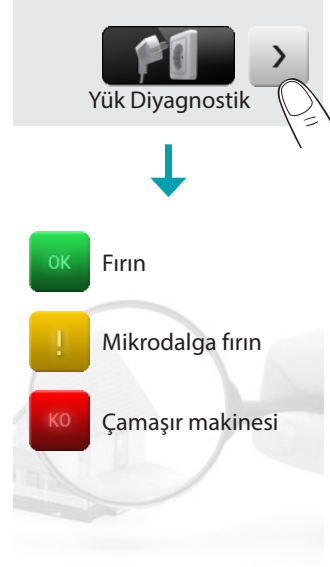 Yük Diyagnostik
OK Fırın
! Mikrodalga fırın
KO Çamaşır makinesi